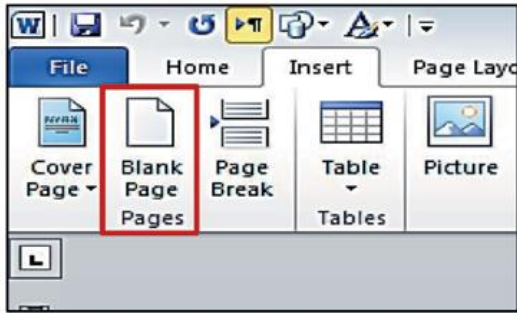 W
File Home Insert Page Layo
Cover Page Blank Page Page Break Table Picture
Pages Tables